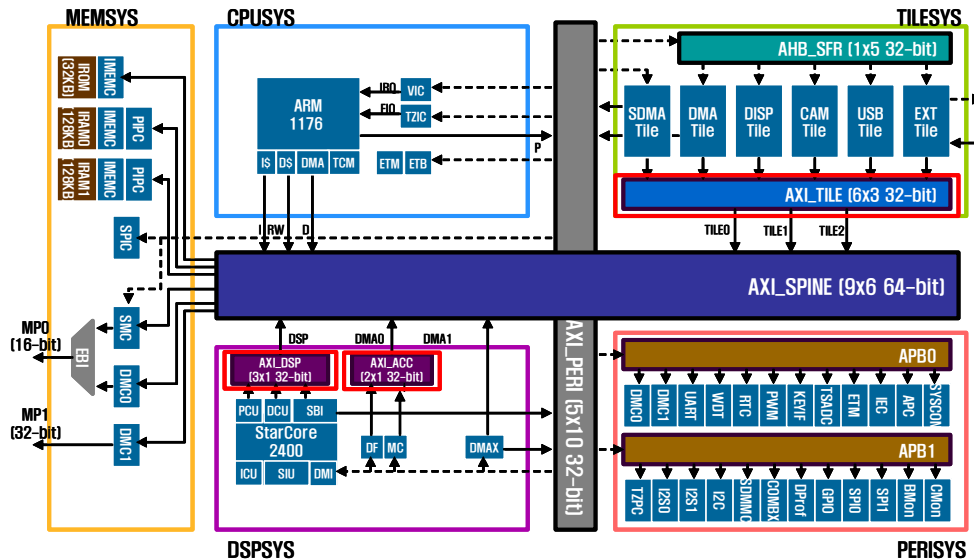 MEMSYS
CPUSYS
TILESYS
ROM
(32KB)
IMEMC
IRAM0
(128KB)
IMEMC
PIPC
IRAM1
(128KB)
IMEMC
PIPC
SPIC
SMC
DMC0
DMC1
EBI
MP0
(16-bit)
MP1
(32-bit)
ARM
1176
I$
D$
DMA
TCM
IRQ
FIQ
VIC
TZIC
ETM
ETB
P
I
RW
D
AHB_SFR (1x5 32-bit)
SDMA
Tile
DMA
Tile
DISP
Tile
CAM
Tile
USB
Tile
EXT
Tile
AXI_TILE (6x3 32-bit)
TILE0
TILE1
TILE2
AXI_SPINE (9x6 64-bit)
AXI_PERI (5x10 32-bit)
DSP
DMA0
DMA1
AXI_DSP
(3x1 32-bit)
AXI_ACC
(2x1 32-bit)
PCU
DCU
SBI
StarCore
2400
ICU
SIU
DMI
DF
MC
DMAX
APB0
DMC0
DMC1
UART
WDT
RTC
PWM
KEYIF
TSADC
ETM
IEC
APC
SYSCON
APB1
TZPC
I2S0
I2S1
I2C
SDMMC
COMBX
DProf
GPIO
SPI0
SPI1
BMon
CMon
DSPSYS
PERISYS